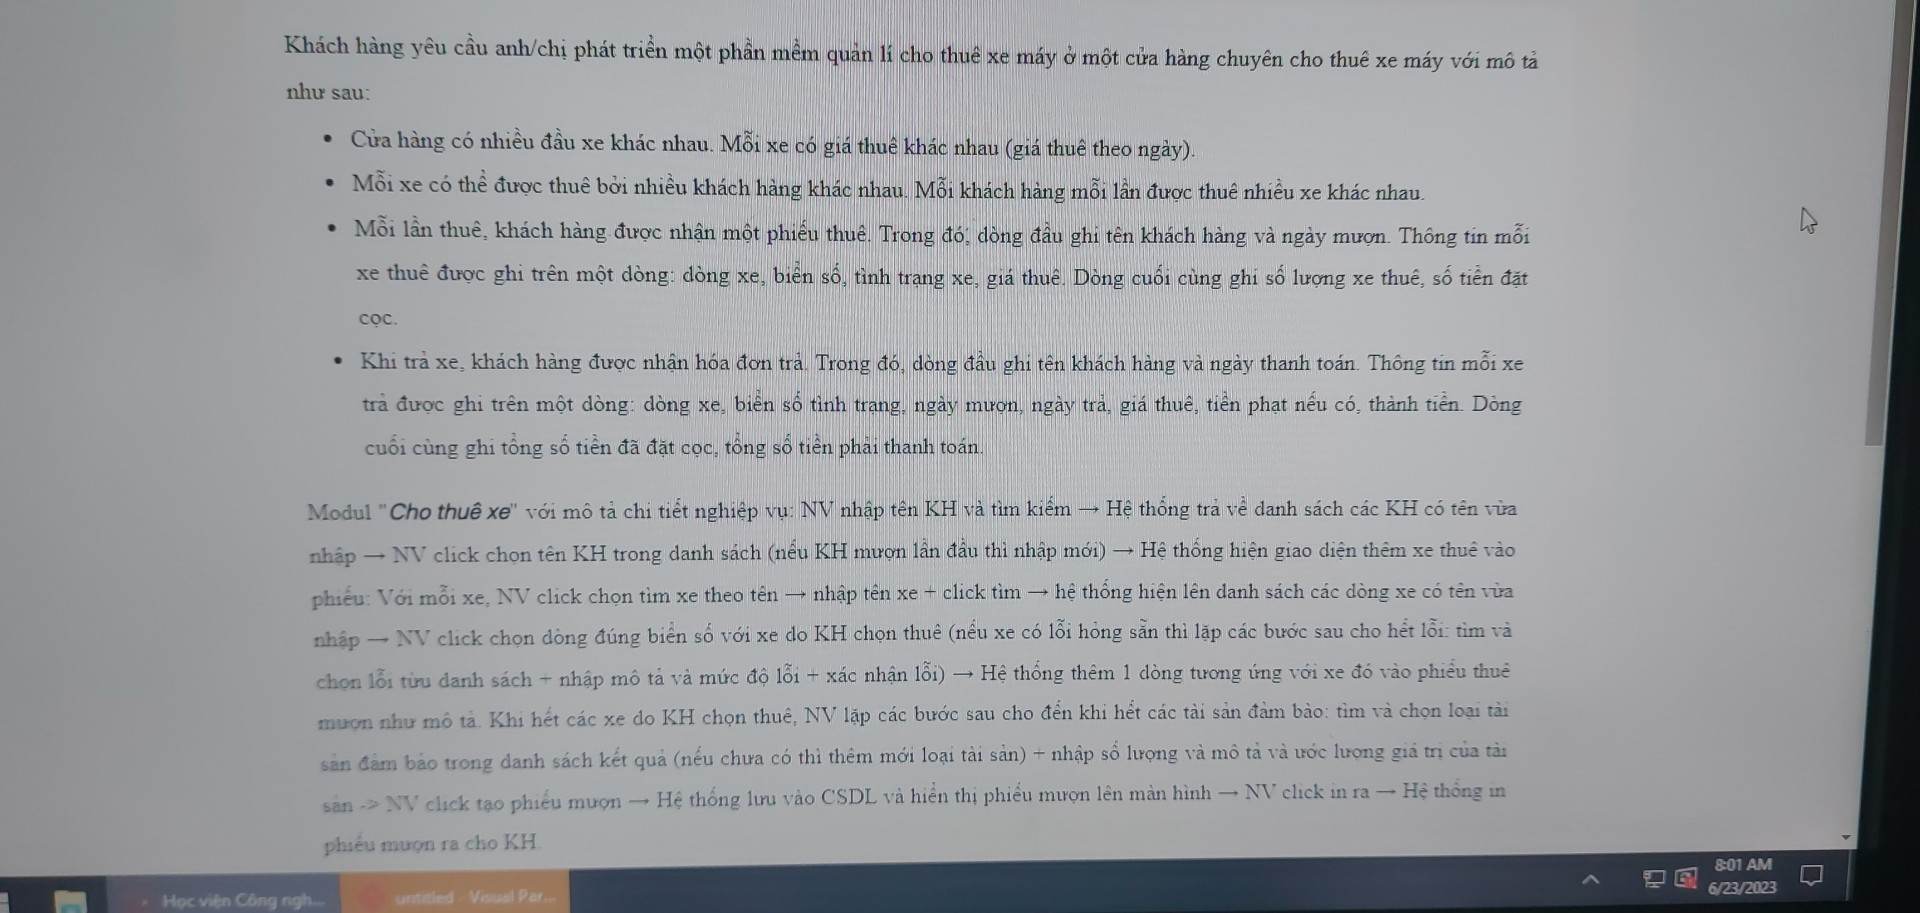 Khách hàng yêu cầu anh/chị phát triển một phần mềm quản lí cho thuê xe máy ở một cửa hàng chuyên cho thuê xe máy với mô tả
như sau:
• Cửa hàng có nhiều đầu xe khác nhau. Mỗi xe có giá thuê khác nhau (giá thuê theo ngày).
• Mỗi xe có thể được thuê bởi nhiều khách hàng khác nhau. Mỗi khách hàng mỗi lần được thuê nhiều xe khác nhau.
• Mỗi lần thuê, khách hàng được nhận một phiếu thuê. Trong đó, dòng đầu ghi tên khách hàng và ngày mượn. Thông tin mỗi
xe thuê được ghi trên một dòng: dòng xe, biển số, tình trạng xe, giá thuê. Dòng cuối cùng ghi số lượng xe thuê, số tiền đặt
cọc.
• Khi trả xe, khách hàng được nhận hóa đơn trả. Trong đó, dòng đầu ghi tên khách hàng và ngày thanh toán. Thông tin mỗi xe
trả được ghi trên một dòng: dòng xe, biển số tình trạng, ngày mượn, ngày trả, giá thuê, tiền phạt nếu có, thành tiền. Dòng
cuối cùng ghi tổng số tiền đã đặt cọc, tổng số tiền phải thanh toán.
Modul "Cho thuê xe" với mô tả chi tiết nghiệp vụ: NV nhập tên KH và tìm kiếm → Hệ thống trả về danh sách các KH có tên vừa
nhập → NV click chọn tên KH trong danh sách (nếu KH mượn lần đầu thì nhập mới) → Hệ thống hiện giao diện thêm xe thuê vào
phiếu: Với mỗi xe, NV click chọn tìm xe theo tên → nhập tên xe + click tìm → hệ thống hiện lên danh sách các dòng xe có tên vừa
nhập → NV click chọn dòng đúng biển số với xe do KH chọn thuê (nếu xe có lỗi hỏng sẵn thì lặp các bước sau cho hết lỗi: tìm và
chọn lỗi từu danh sách + nhập mô tả và mức độ lỗi + xác nhận lỗi) → Hệ thống thêm 1 dòng tương ứng với xe đó vào phiếu thuê
mượn như mô tả. Khi hết các xe do KH chọn thuê, NV lặp các bước sau cho đến khi hết các tài sản đảm bảo: tìm và chọn loại tài
sản đảm bảo trong danh sách kết quả (nếu chưa có thì thêm mới loại tài sản) + nhập số lượng và mô tả và ước lượng giá trị của tài
sản -> NV click tạo phiếu mượn → Hệ thống lưu vào CSDL và hiển thị phiếu mượn lên màn hình → NV click in ra → Hệ thống in
phiếu mượn ra cho KH.
8:01 AM
Học viện Công ngh...
untitled - Visual Par...
6/23/2023